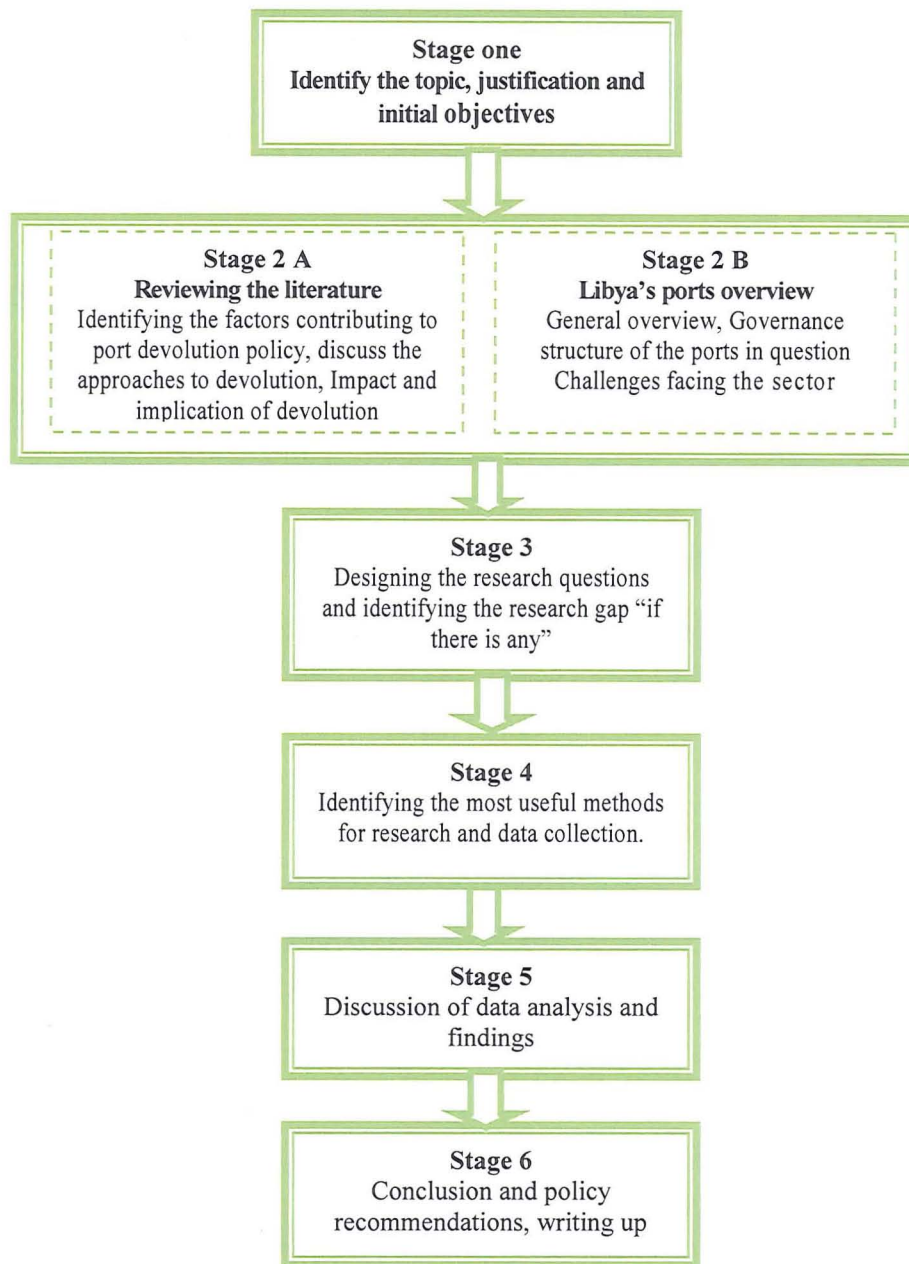 Stage one
Identify the topic, justification and
initial objectives
Stage 2 A
Reviewing the literature
Identifying the factors contributing to
port devolution policy, discuss the
approaches to devolution, Impact and
implication of devolution
Stage 2 B
Libya's ports overview
General overview, Governance
structure of the ports in question
Challenges facing the sector
Stage 3
Designing the research questions
and identifying the research gap “if
there is any”
Stage 4
Identifying the most useful methods
for research and data collection.
Stage 5
Discussion of data analysis and
findings
Stage 6
Conclusion and policy
recommendations, writing up